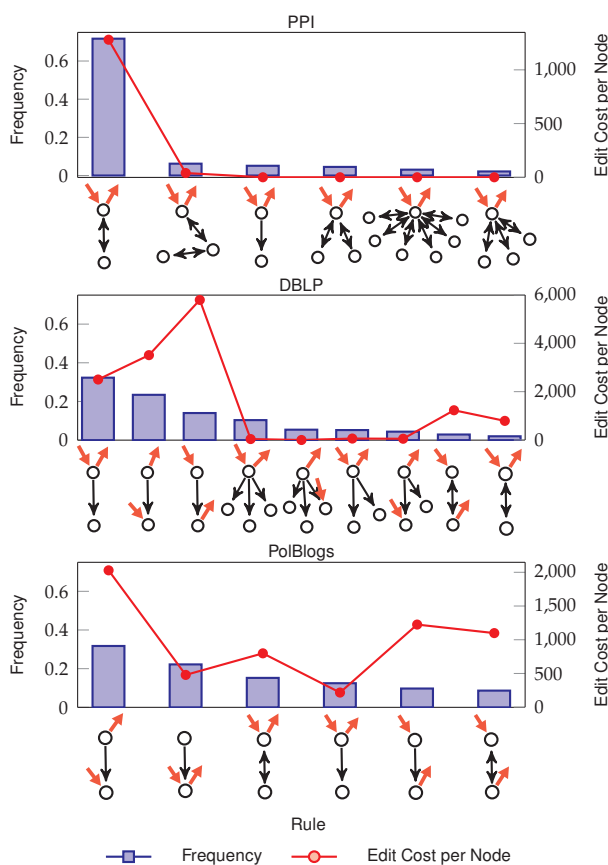 PPI
Frequency
0.6
0.4
0.2
0
1,000
500
0
Edit Cost per Node
DBLP
Frequency
0.6
0.4
0.2
0
6,000
4,000
2,000
0
Edit Cost per Node
PolBlogs
Frequency
0.6
0.4
0.2
0
2,000
1,500
1,000
500
0
Edit Cost per Node
Rule
Frequency
Edit Cost per Node